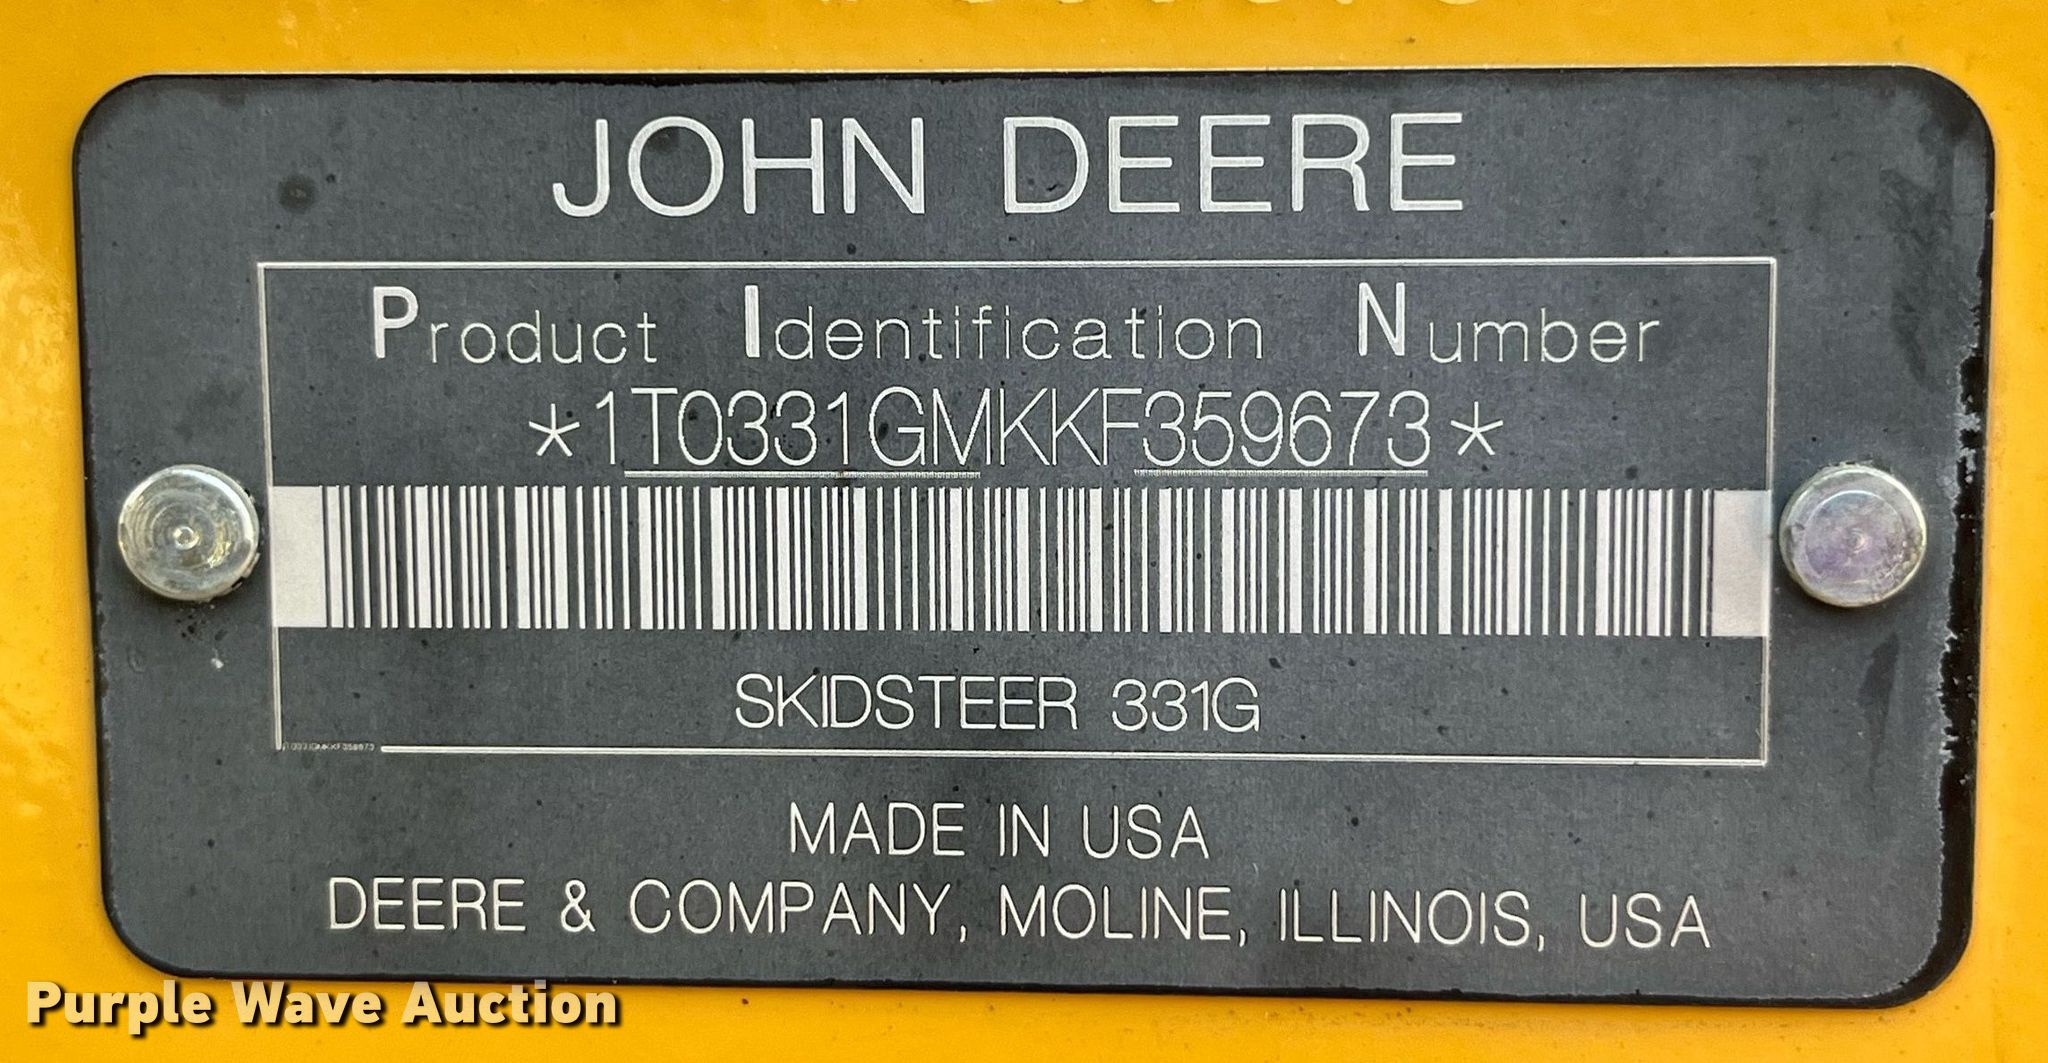 JOHN DEERE
Product Identification Number
*1T0331GMKKF359673*
SKIDSTEER 331G
1T0331GMKKF359673
MADE IN USA
DEERE & COMPANY, MOLINE, ILLINOIS, USA
Purple Wave Auction